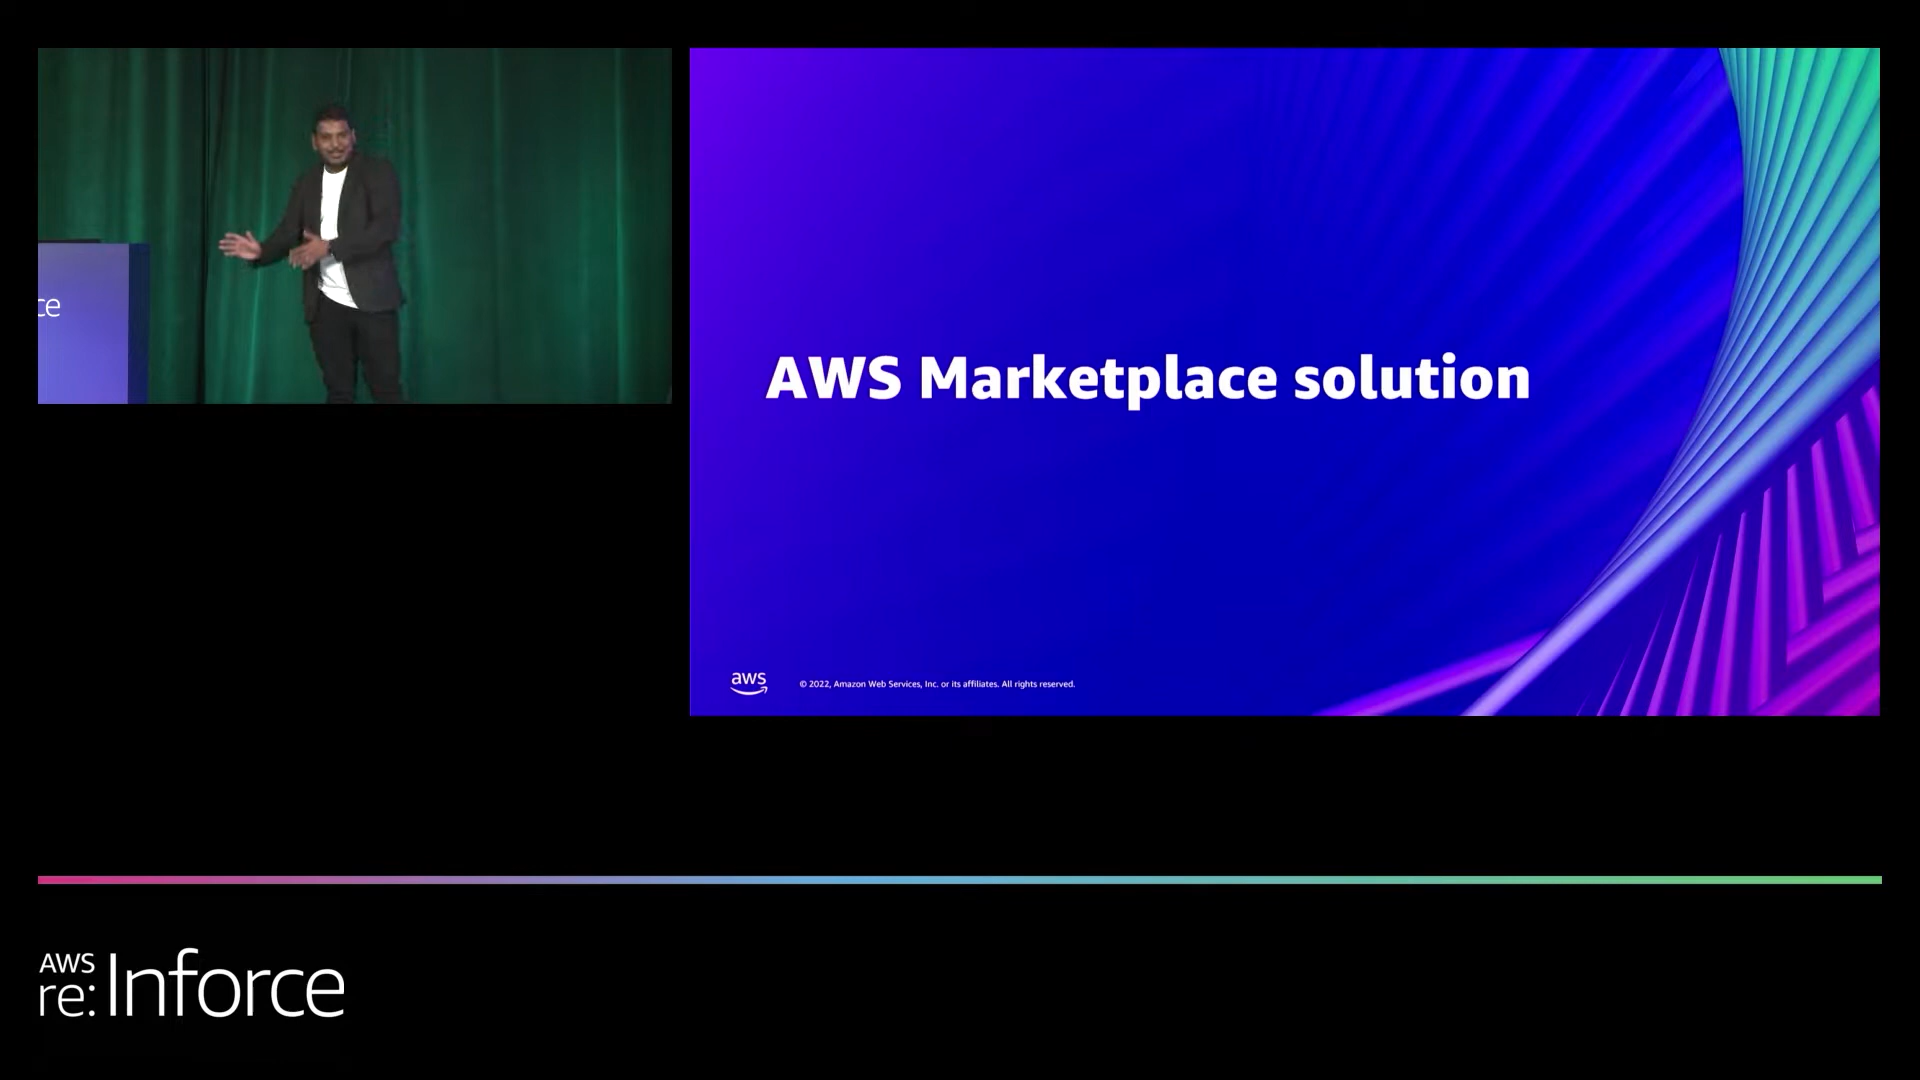 ce
AWS Marketplace solution
aws
© 2022, Amazon Web Services, Inc. or its affiliates. All rights reserved.
AWS
re:Inforce